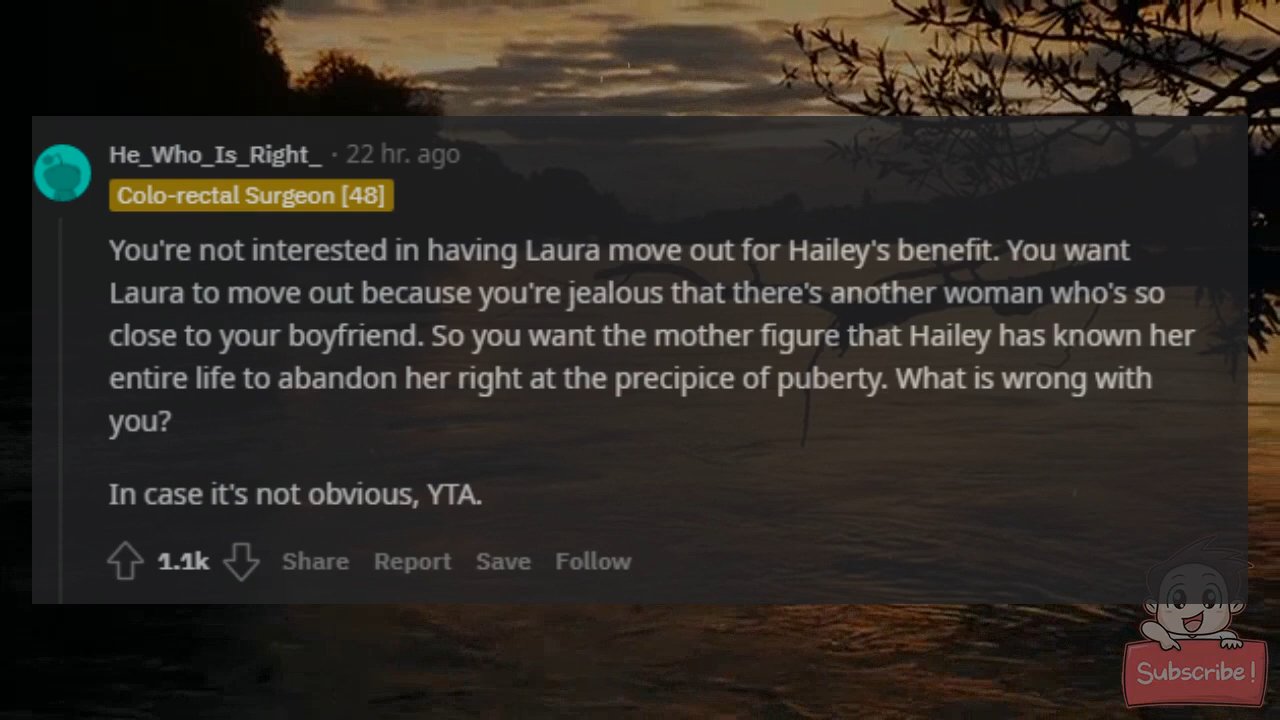 He_Who_Is_Right_ · 22 hr. ago
Colo-rectal Surgeon [48]
You're not interested in having Laura move out for Hailey's benefit. You want
Laura to move out because you're jealous that there's another woman who's so
close to your boyfriend. So you want the mother figure that Hailey has known her
entire life to abandon her right at the precipice of puberty. What is wrong with
you?
In case it's not obvious, YTA.
1.1k Share Report Save Follow
Subscribe!